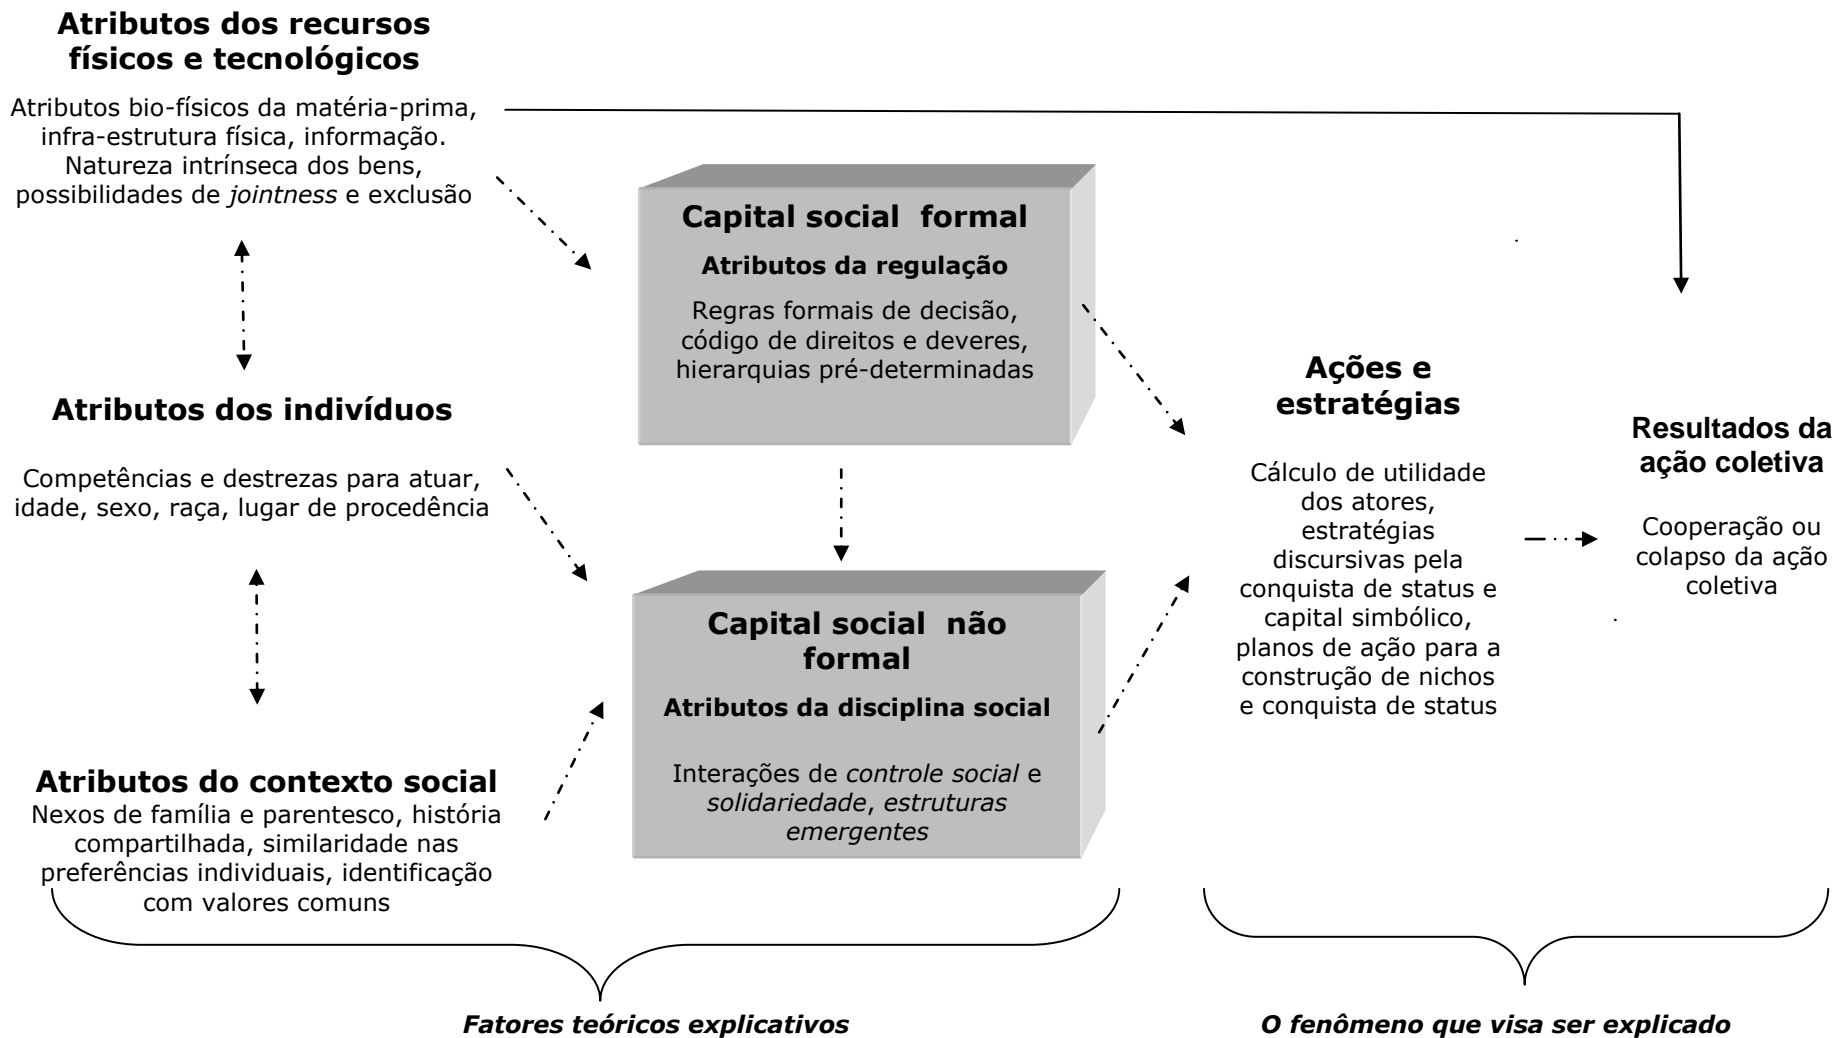 Atributos dos recursos
físicos e tecnológicos
Atributos bio-físicos da matéria-prima,
infra-estrutura física, informação.
Natureza intrínseca dos bens,
possibilidades de jointness e exclusão
Atributos dos indivíduos
Competências e destrezas para atuar,
idade, sexo, raça, lugar de procedência
Atributos do contexto social
Nexos de família e parentesco, história
compartilhada, similaridade nas
preferências individuais, identificação
com valores comuns
Capital social formal
Atributos da regulação
Regras formais de decisão,
código de direitos e deveres,
hierarquias pré-determinadas
Capital social não
formal
Atributos da disciplina social
Interações de controle social e
solidariedade, estruturas
emergentes
Ações e
estratégias
Cálculo de utilidade
dos atores,
estratégias
discursivas pela
conquista de status e
capital simbólico,
planos de ação para a
construção de nichos
e conquista de status
Resultados da
ação coletiva
Cooperação ou
colapso da ação
coletiva
Fatores teóricos explicativos
O fenômeno que visa ser explicado